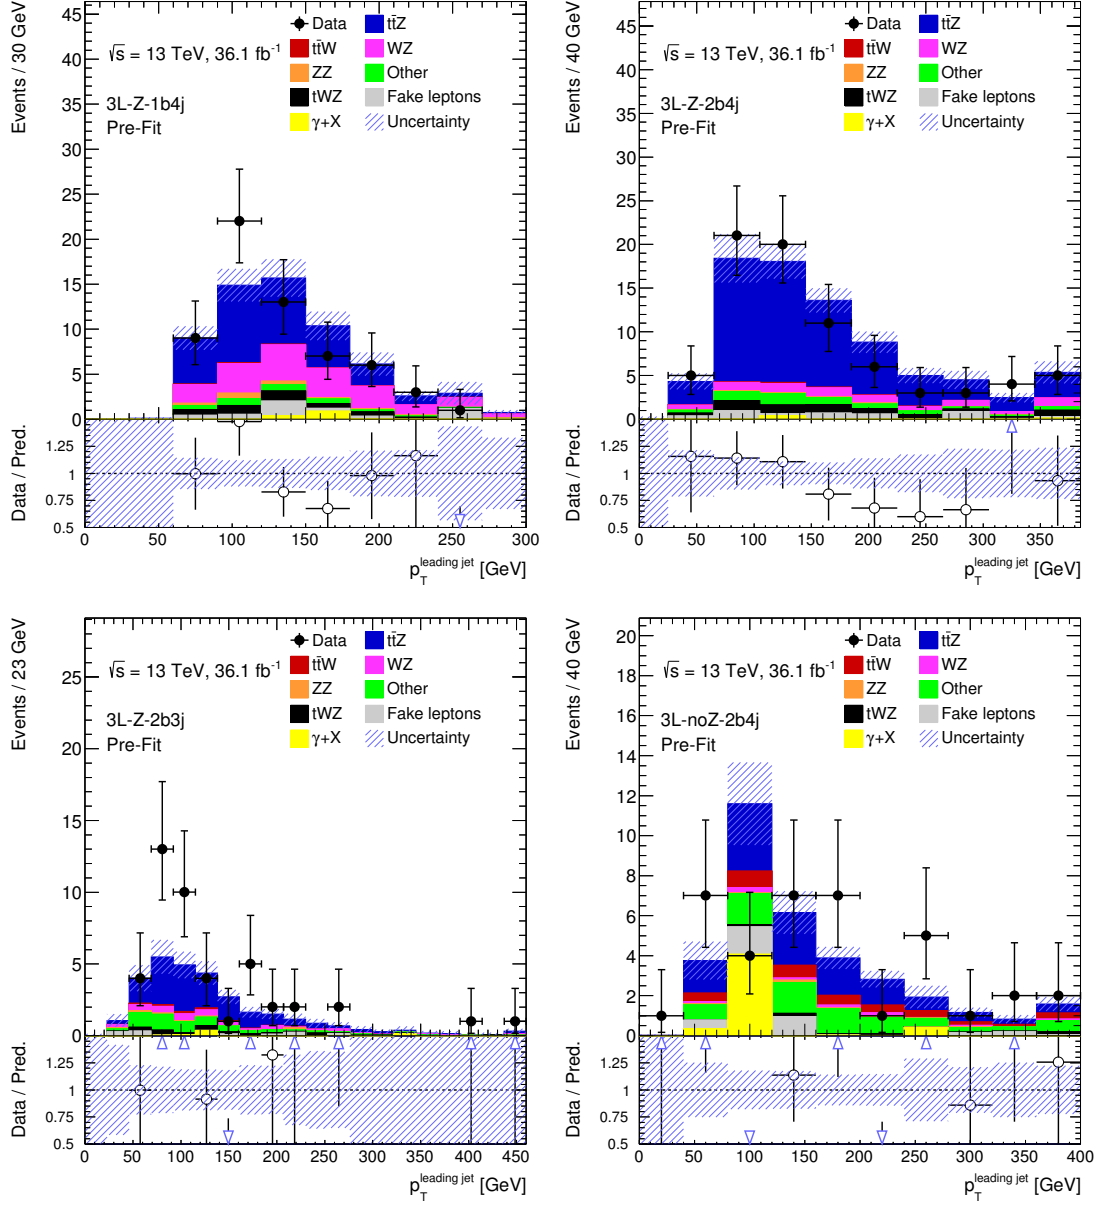 Events / 30 GeV
45
40
35
30
25
20
15
10
5
0
√s = 13 TeV, 36.1 fb⁻¹
3L-Z-1b4j
Pre-Fit
Data
tt̄W
ZZ
tWZ
γ+X
tt̄Z
WZ
Other
Fake leptons
Uncertainty
Data / Pred.
1.25
1
0.75
0.5
0 50 100 150 200 250 300
p_T^leading jet [GeV]
Events / 40 GeV
45
40
35
30
25
20
15
10
5
0
√s = 13 TeV, 36.1 fb⁻¹
3L-Z-2b4j
Pre-Fit
Data
tt̄W
ZZ
tWZ
γ+X
tt̄Z
WZ
Other
Fake leptons
Uncertainty
Data / Pred.
1.25
1
0.75
0.5
0 50 100 150 200 250 300 350
p_T^leading jet [GeV]
Events / 23 GeV
25
20
15
10
5
0
√s = 13 TeV, 36.1 fb⁻¹
3L-Z-2b3j
Pre-Fit
Data
tt̄W
ZZ
tWZ
γ+X
tt̄Z
WZ
Other
Fake leptons
Uncertainty
Data / Pred.
1.25
1
0.75
0.5
0 50 100 150 200 250 300 350 400 450
p_T^leading jet [GeV]
Events / 40 GeV
20
18
16
14
12
10
8
6
4
2
0
√s = 13 TeV, 36.1 fb⁻¹
3L-noZ-2b4j
Pre-Fit
Data
tt̄W
ZZ
tWZ
γ+X
tt̄Z
WZ
Other
Fake leptons
Uncertainty
Data / Pred.
1.25
1
0.75
0.5
0 50 100 150 200 250 300 350 400
p_T^leading jet [GeV]